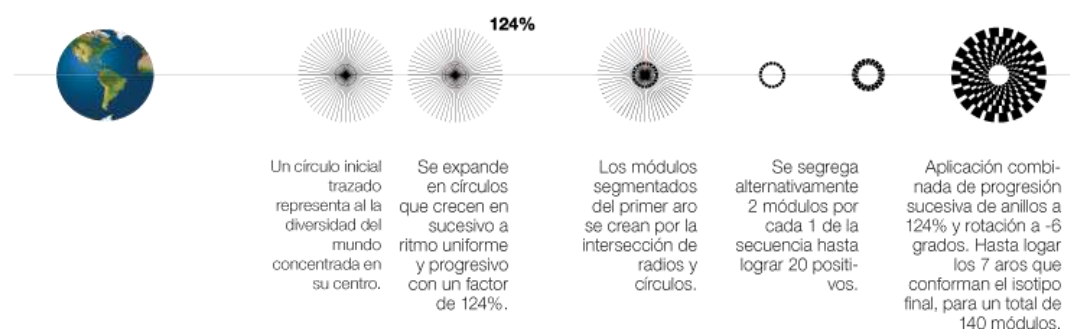 124%
Un círculo inicial
trazado
representa al la
diversidad del
mundo
concentrada en
su centro.
Se expande
en círculos
que crecen en
sucesivo a
ritmo uniforme
y progresivo
con un factor
de 124%.
Los módulos
segmentados
del primer aro
se crean por la
intersección de
radios y
círculos.
Se segrega
alternativamente
2 módulos por
cada 1 de la
secuencia hasta
lograr 20 positi-
vos.
Aplicación combi-
nada de progresión
sucesiva de anillos a
124% y rotación a -6
grados. Hasta logar
los 7 aros que
conforman el isotipo
final, para un total de
140 módulos.